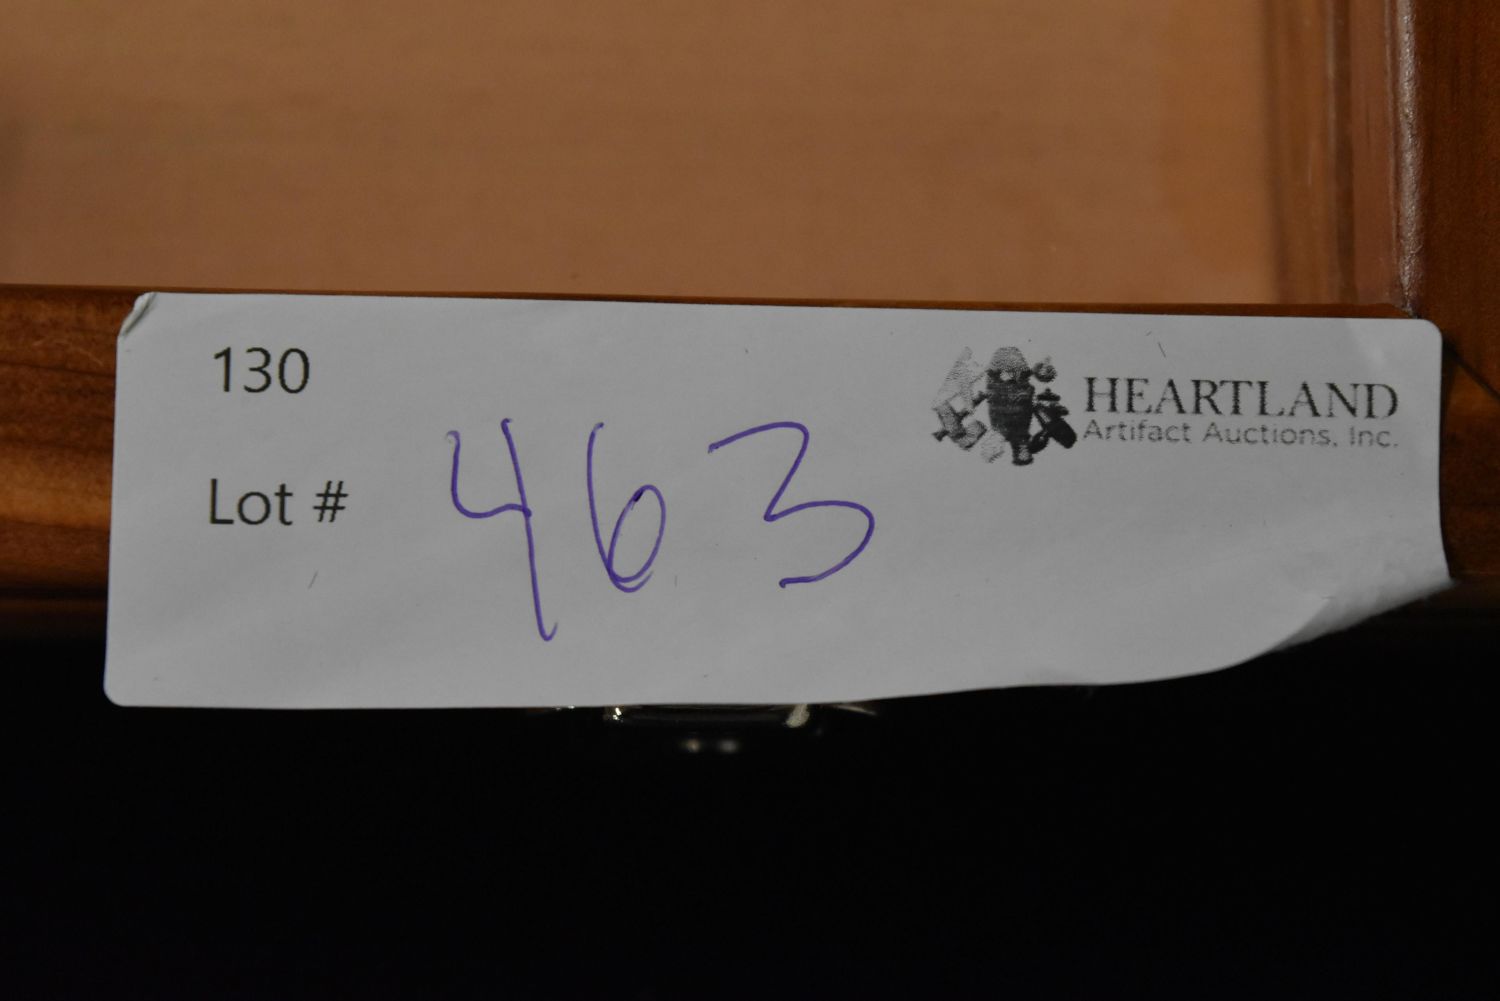 130
HEARTLAND
Artifact Auctions, Inc.
Lot # 463